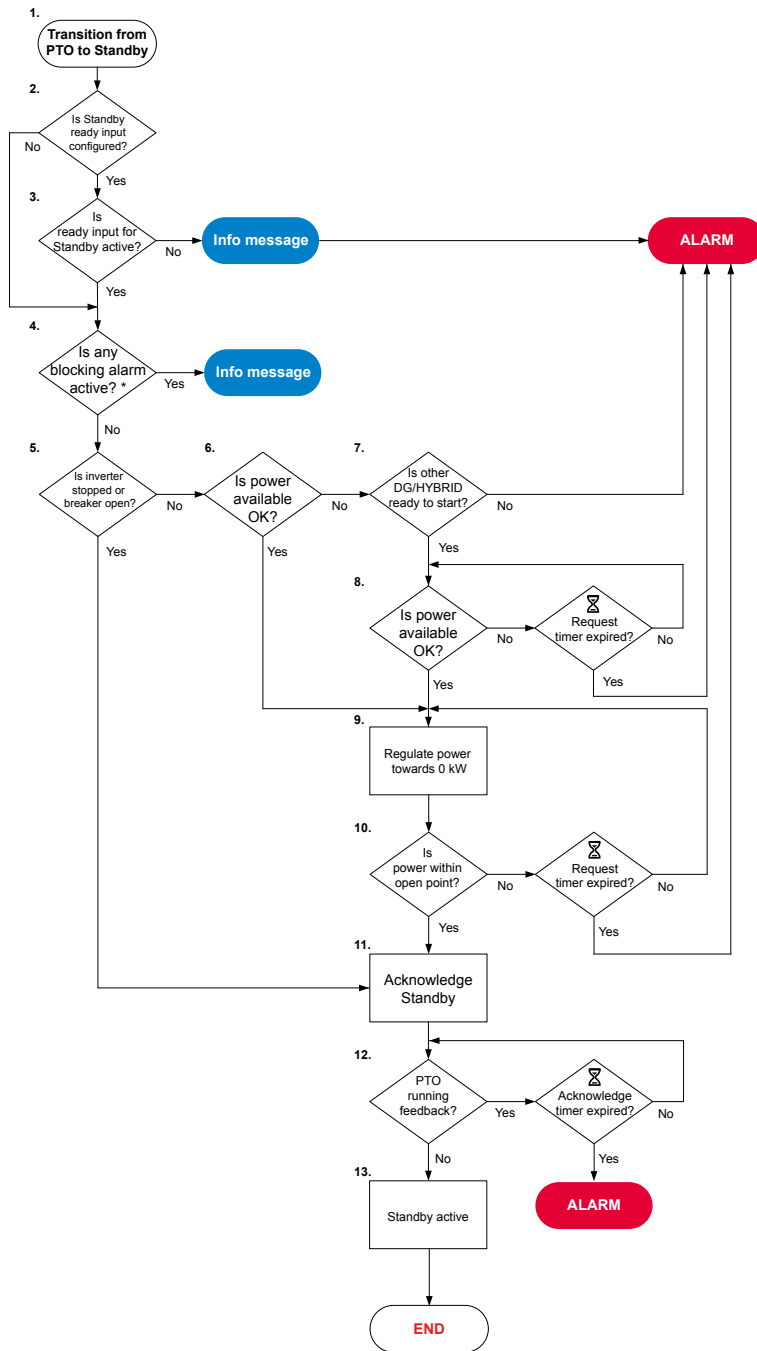 1.
Transition from
PTO to Standby
2.
Is Standby
ready input
configured?
No
Yes
3.
Is
ready input for
Standby active?
No
Info message
ALARM
Yes
4.
Is any
blocking alarm
active? *
Yes
Info message
No
5.
Is inverter
stopped or
breaker open?
No
6.
Is power
available
OK?
No
7.
Is other
DG/HYBRID
ready to start?
No
Yes
Yes
8.
Is power
available
OK?
No
Request
timer expired?
No
Yes
Yes
9.
Regulate power
towards 0 kW
10.
Is
power within
open point?
No
Request
timer expired?
No
Yes
Yes
11.
Acknowledge
Standby
12.
PTO
running
feedback?
Yes
Acknowledge
timer expired?
No
No
Yes
13.
Standby active
ALARM
END